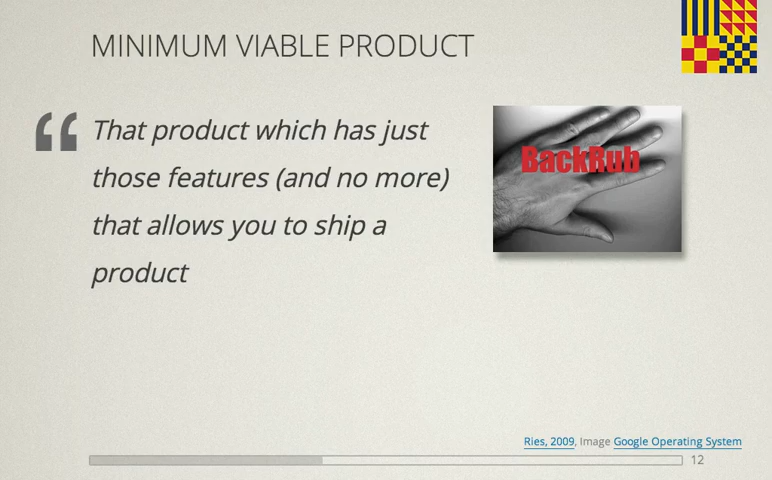 MINIMUM VIABLE PRODUCT
“
That product which has just
those features (and no more)
that allows you to ship a
product
BackRub
Ries, 2009, Image Google Operating System
12